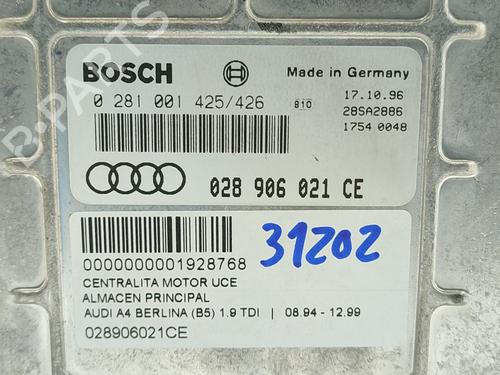 BOSCH
Made in Germany
0 281 001 425/426
B10
17.10.96
28SA2886
1754 0048
028 906 021 CE
0000000001928768
31202
CENTRALITA MOTOR UCE
ALMACEN PRINCIPAL
AUDI A4 BERLINA (B5) 1.9 TDI | 08.94 - 12.99
028906021CE
B-Parts